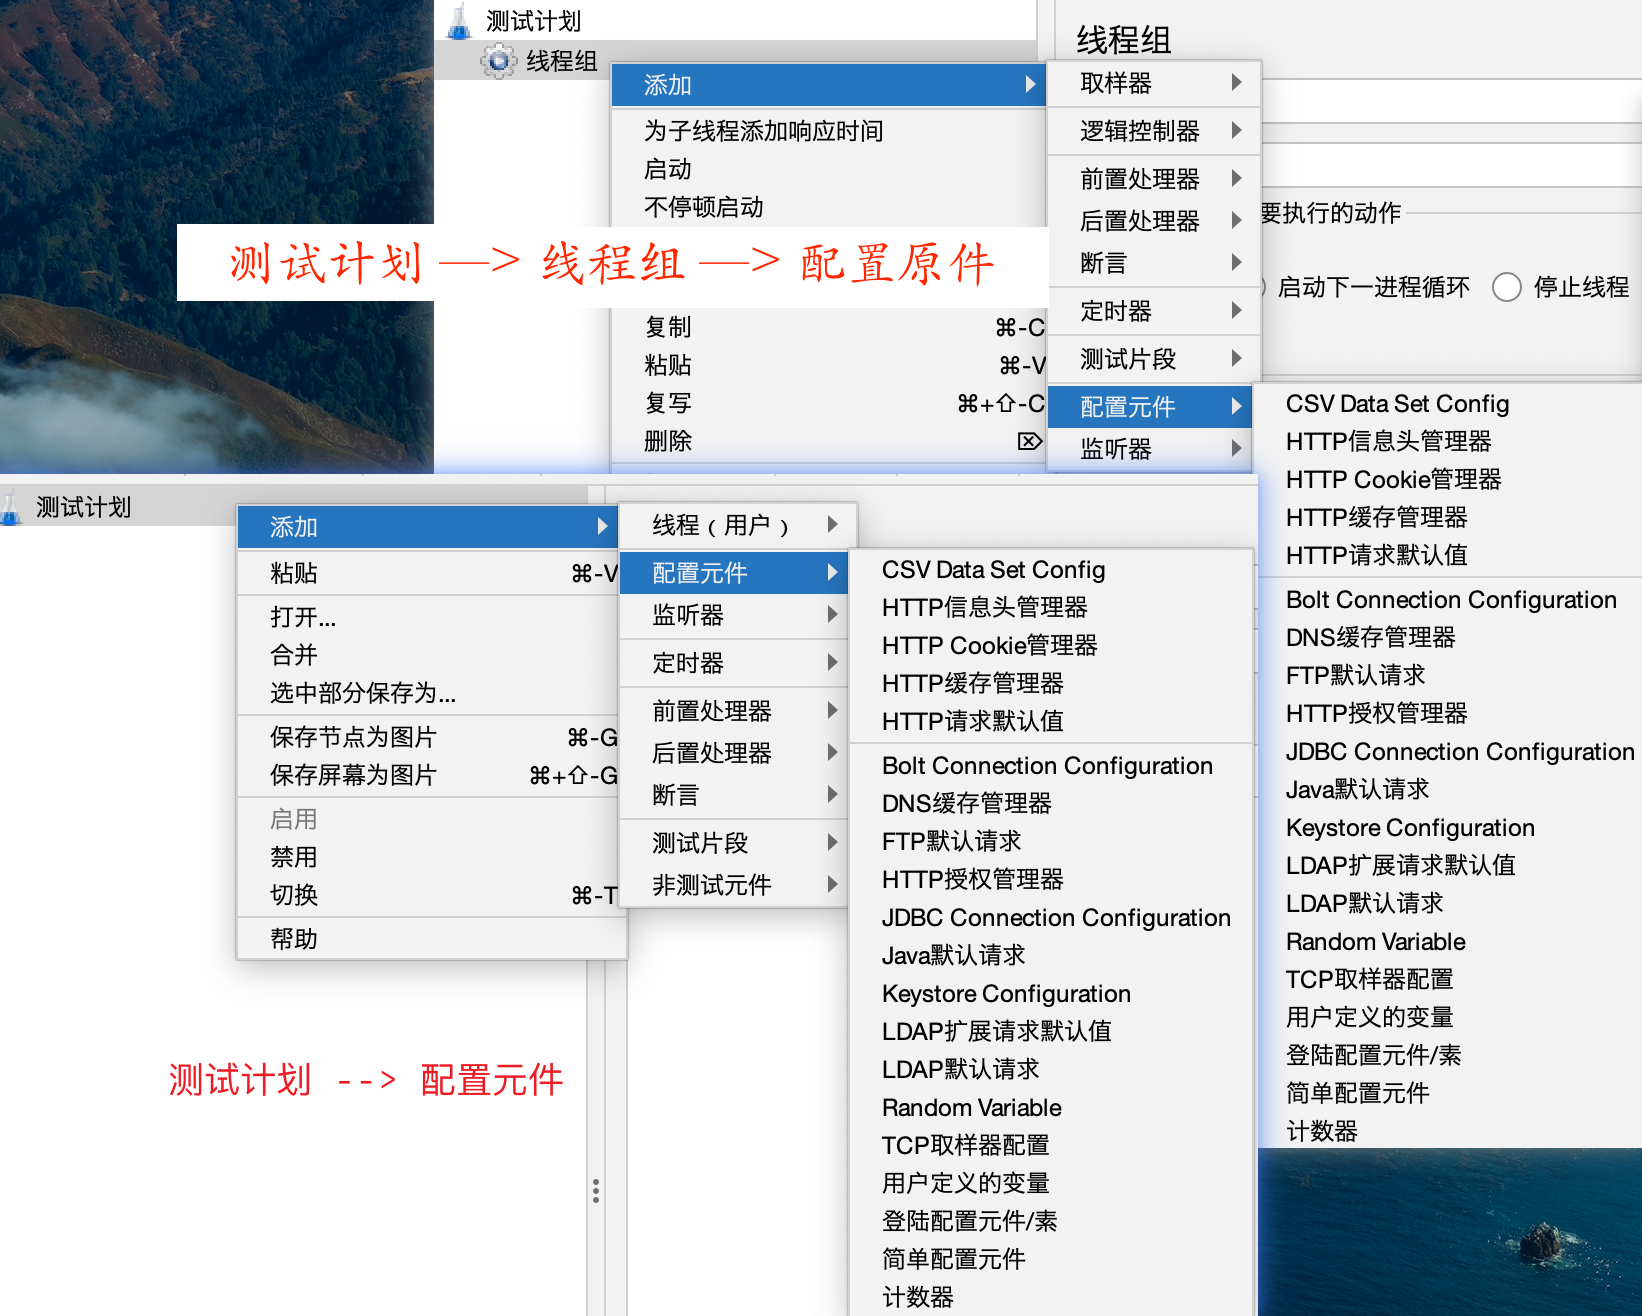 测试计划
线程组
线程组
添加
为子线程添加响应时间
启动
不停顿启动
测试计划 —> 线程组 —> 配置原件
复制 ⌘-C
粘贴 ⌘-V
复写 ⌘+⇧-C
删除 ⌦
取样器
逻辑控制器
前置处理器
后置处理器
断言
定时器
测试片段
配置元件
监听器
要执行的动作
启动下一进程循环 停止线程
CSV Data Set Config
HTTP信息头管理器
HTTP Cookie管理器
HTTP缓存管理器
HTTP请求默认值
Bolt Connection Configuration
DNS缓存管理器
FTP默认请求
HTTP授权管理器
JDBC Connection Configuration
Java默认请求
Keystore Configuration
LDAP扩展请求默认值
LDAP默认请求
Random Variable
TCP取样器配置
用户定义的变量
登陆配置元件/素
简单配置元件
计数器
测试计划
添加
粘贴 ⌘-V
打开...
合并
选中部分保存为...
保存节点为图片 ⌘-G
保存屏幕为图片 ⌘+⇧-G
启用
禁用
切换 ⌘-T
帮助
线程（用户）
配置元件
监听器
定时器
前置处理器
后置处理器
断言
测试片段
非测试元件
CSV Data Set Config
HTTP信息头管理器
HTTP Cookie管理器
HTTP缓存管理器
HTTP请求默认值
Bolt Connection Configuration
DNS缓存管理器
FTP默认请求
HTTP授权管理器
JDBC Connection Configuration
Java默认请求
Keystore Configuration
LDAP扩展请求默认值
LDAP默认请求
Random Variable
TCP取样器配置
用户定义的变量
登陆配置元件/素
简单配置元件
计数器
测试计划 --> 配置元件